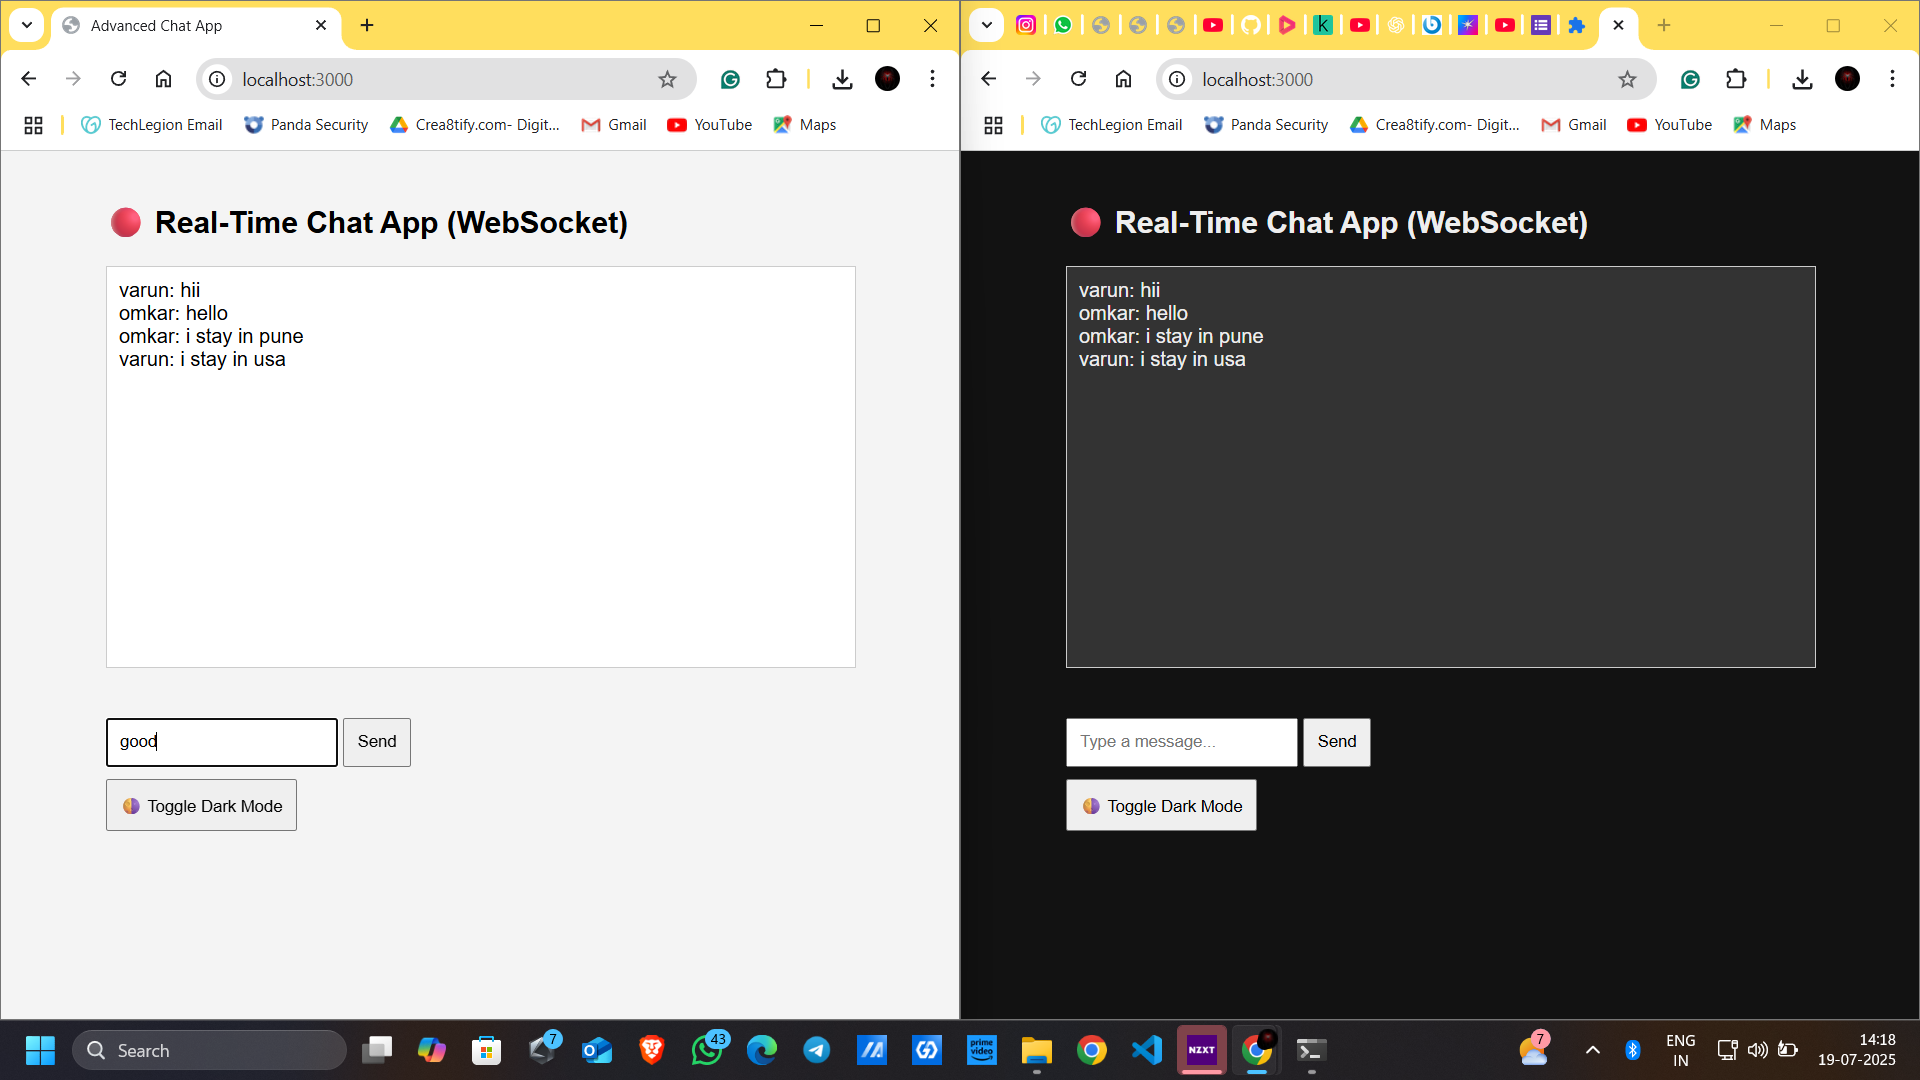 Advanced Chat App
localhost:3000
TechLegion Email
Panda Security
Crea8tify.com- Digit...
Gmail
YouTube
Maps
Real-Time Chat App (WebSocket)
varun: hii
omkar: hello
omkar: i stay in pune
varun: i stay in usa
good
Send
Toggle Dark Mode
localhost:3000
TechLegion Email
Panda Security
Crea8tify.com- Digit...
Gmail
YouTube
Maps
Real-Time Chat App (WebSocket)
varun: hii
omkar: hello
omkar: i stay in pune
varun: i stay in usa
Type a message...
Send
Toggle Dark Mode
Search
7
43
prime video
NZXT
7
ENG
IN
14:18
19-07-2025